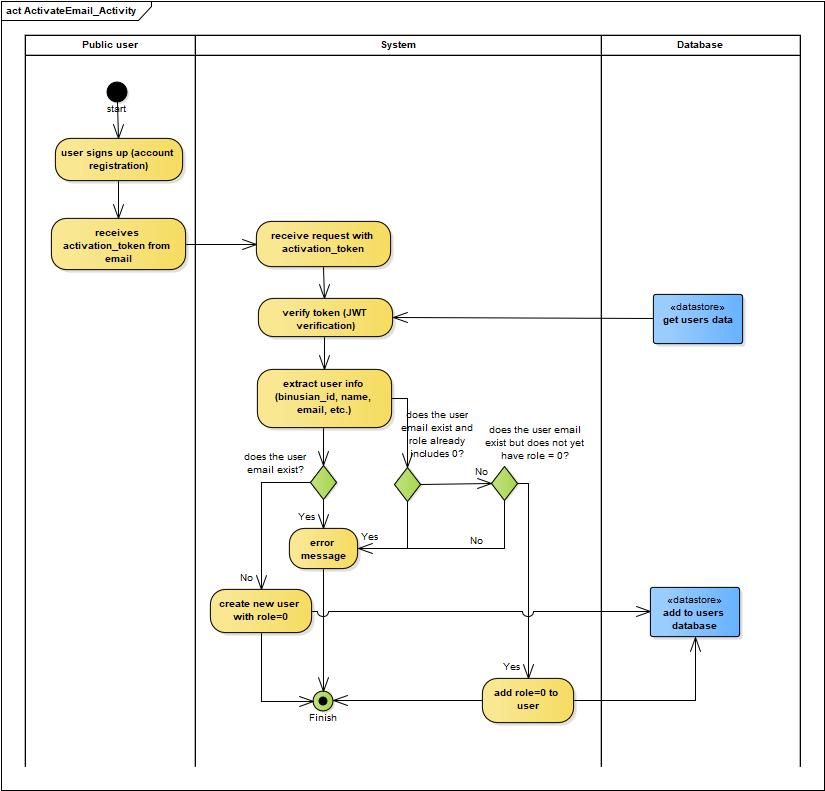 act ActivateEmail_Activity
Public user
System
Database
start
user signs up (account
registration)
receives
activation_token from
email
receive request with
activation_token
verify token (JWT
verification)
«datastore»
get users data
extract user info
(binusian_id, name,
email, etc.)
does the user
email exist and
role already
includes 0?
does the user email
exist but does not yet
have role = 0?
does the user
email exist?
No
Yes
error
message
Yes
No
No
create new user
with role=0
«datastore»
add to users
database
Yes
add role=0 to
user
Finish